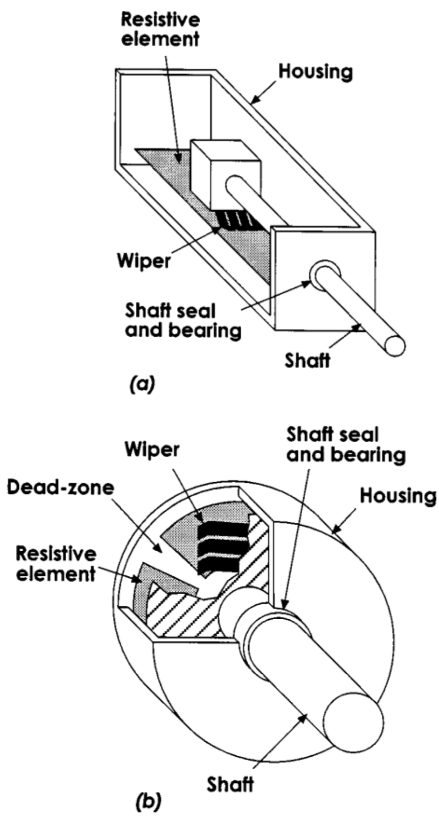 Resistive
element
Housing
Wiper
Shaft seal
and bearing
Shaft
(a)
Shaft seal
and bearing
Wiper
Housing
Dead-zone
Resistive
element
Shaft
(b)